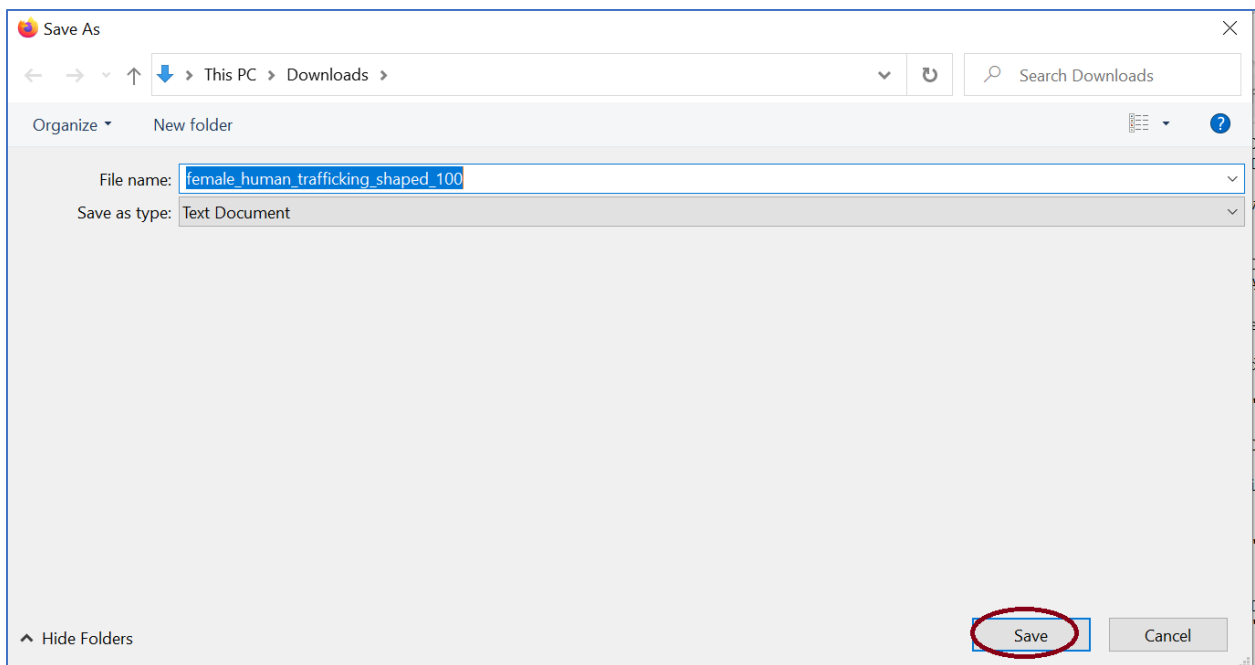 Save As
This PC > Downloads >
Search Downloads
Organize
New folder
?
File name: female_human_trafficking_shaped_100
Save as type: Text Document
Hide Folders
Save
Cancel